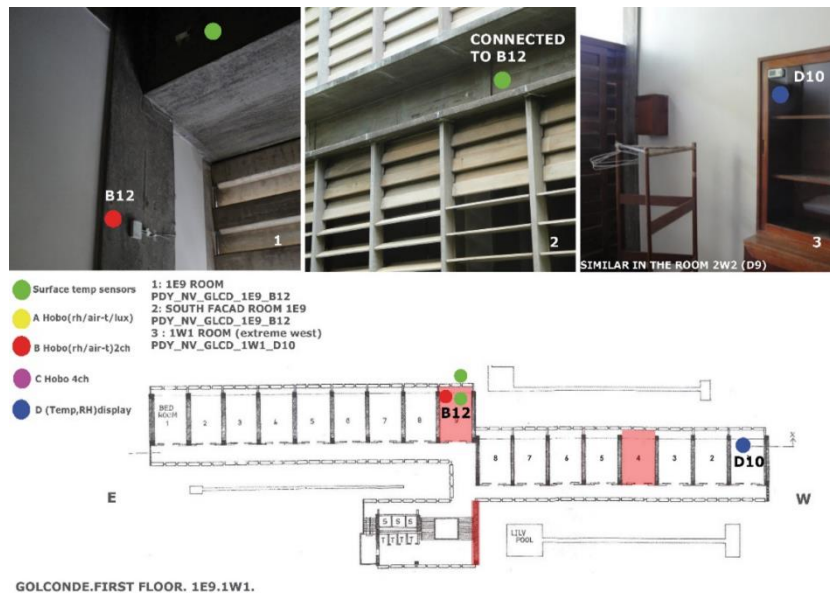 B12
1
CONNECTED
TO B12
2
D10
3
SIMILAR IN THE ROOM 2W2 (D9)
Surface temp sensors
A Hobo(rh/air-t/lux)
B Hobo(rh/air-t)2ch
C Hobo 4ch
D (Temp,RH)display
1: 1E9 ROOM
PDY_NV_GLCD_1E9_B12
2: SOUTH FACAD ROOM 1E9
PDY_NV_GLCD_1E9_B12
3 : 1W1 ROOM (extreme west)
PDY_NV_GLCD_1W1_D10
BED
ROOM
1
2
3
4
5
6
7
8
B12
8
7
6
5
4
3
2
D10
E
W
S S S
T T T T
LILY
POOL
GOLCONDE.FIRST FLOOR. 1E9.1W1.